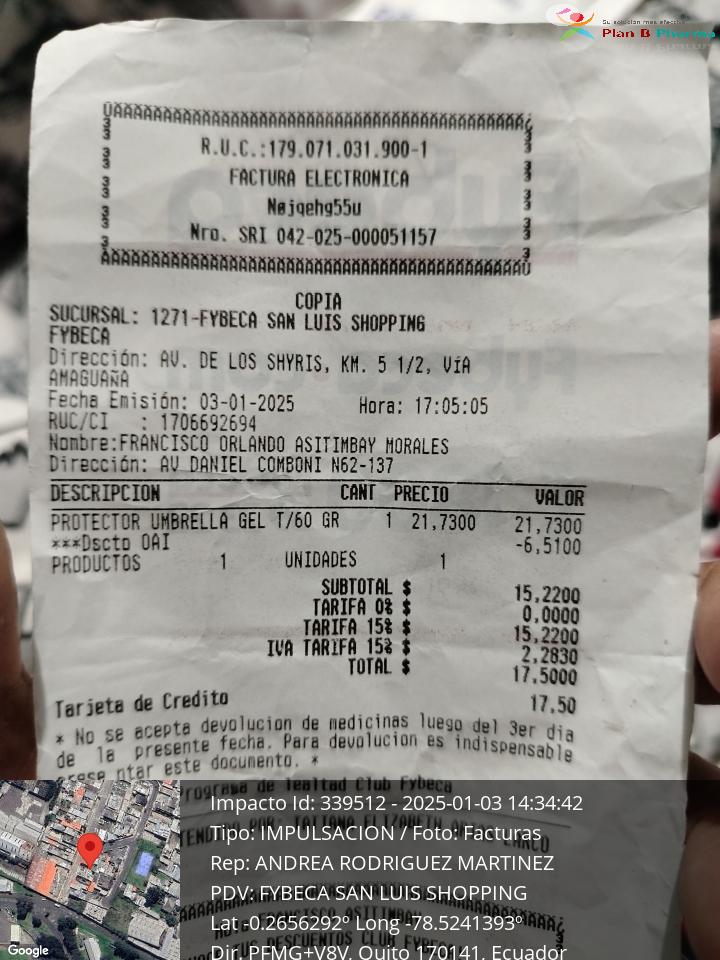 Su solucion mas efectiva
Plan B Pharma
R.U.C.:179.071.031.900-1
FACTURA ELECTRONICA
Nøjqehg55u
Nro. SRI 042-025-000051157
COPIA
SUCURSAL: 1271-FYBECA SAN LUIS SHOPPING
FYBECA
Dirección: AV. DE LOS SHYRIS, KM. 5 1/2, VíA
AMAGUAÑA
Fecha Emisión: 03-01-2025 Hora: 17:05:05
RUC/CI : 1706692694
Nombre:FRANCISCO ORLANDO ASITIMBAY MORALES
Dirección: AV DANIEL COMBONI N62-137
DESCRIPCION CANT PRECIO VALOR
PROTECTOR UMBRELLA GEL T/60 GR 1 21,7300 21,7300
***Dscto OAI -6,5100
PRODUCTOS 1 UNIDADES 1
SUBTOTAL $ 15,2200
TARIFA 0% $ 0,0000
TARIFA 15% $ 15,2200
IVA TARIFA 15% $ 2,2830
TOTAL $ 17,5000
Tarjeta de Credito 17,50
* No se acepta devolucion de medicinas luego del 3er dia
de la presente fecha. Para devolucion es indispensable
prese ntar este documento. *
Programa de lealtad Club Fybeca
Impacto Id: 339512 - 2025-01-03 14:34:42
Tipo: IMPULSACION / Foto: Facturas
Rep: ANDREA RODRIGUEZ MARTINEZ
PDV: FYBECA SAN LUIS SHOPPING
Lat -0.2656292° Long -78.5241393°
Dir. PFMG+V8V, Quito 170141, Ecuador
Google